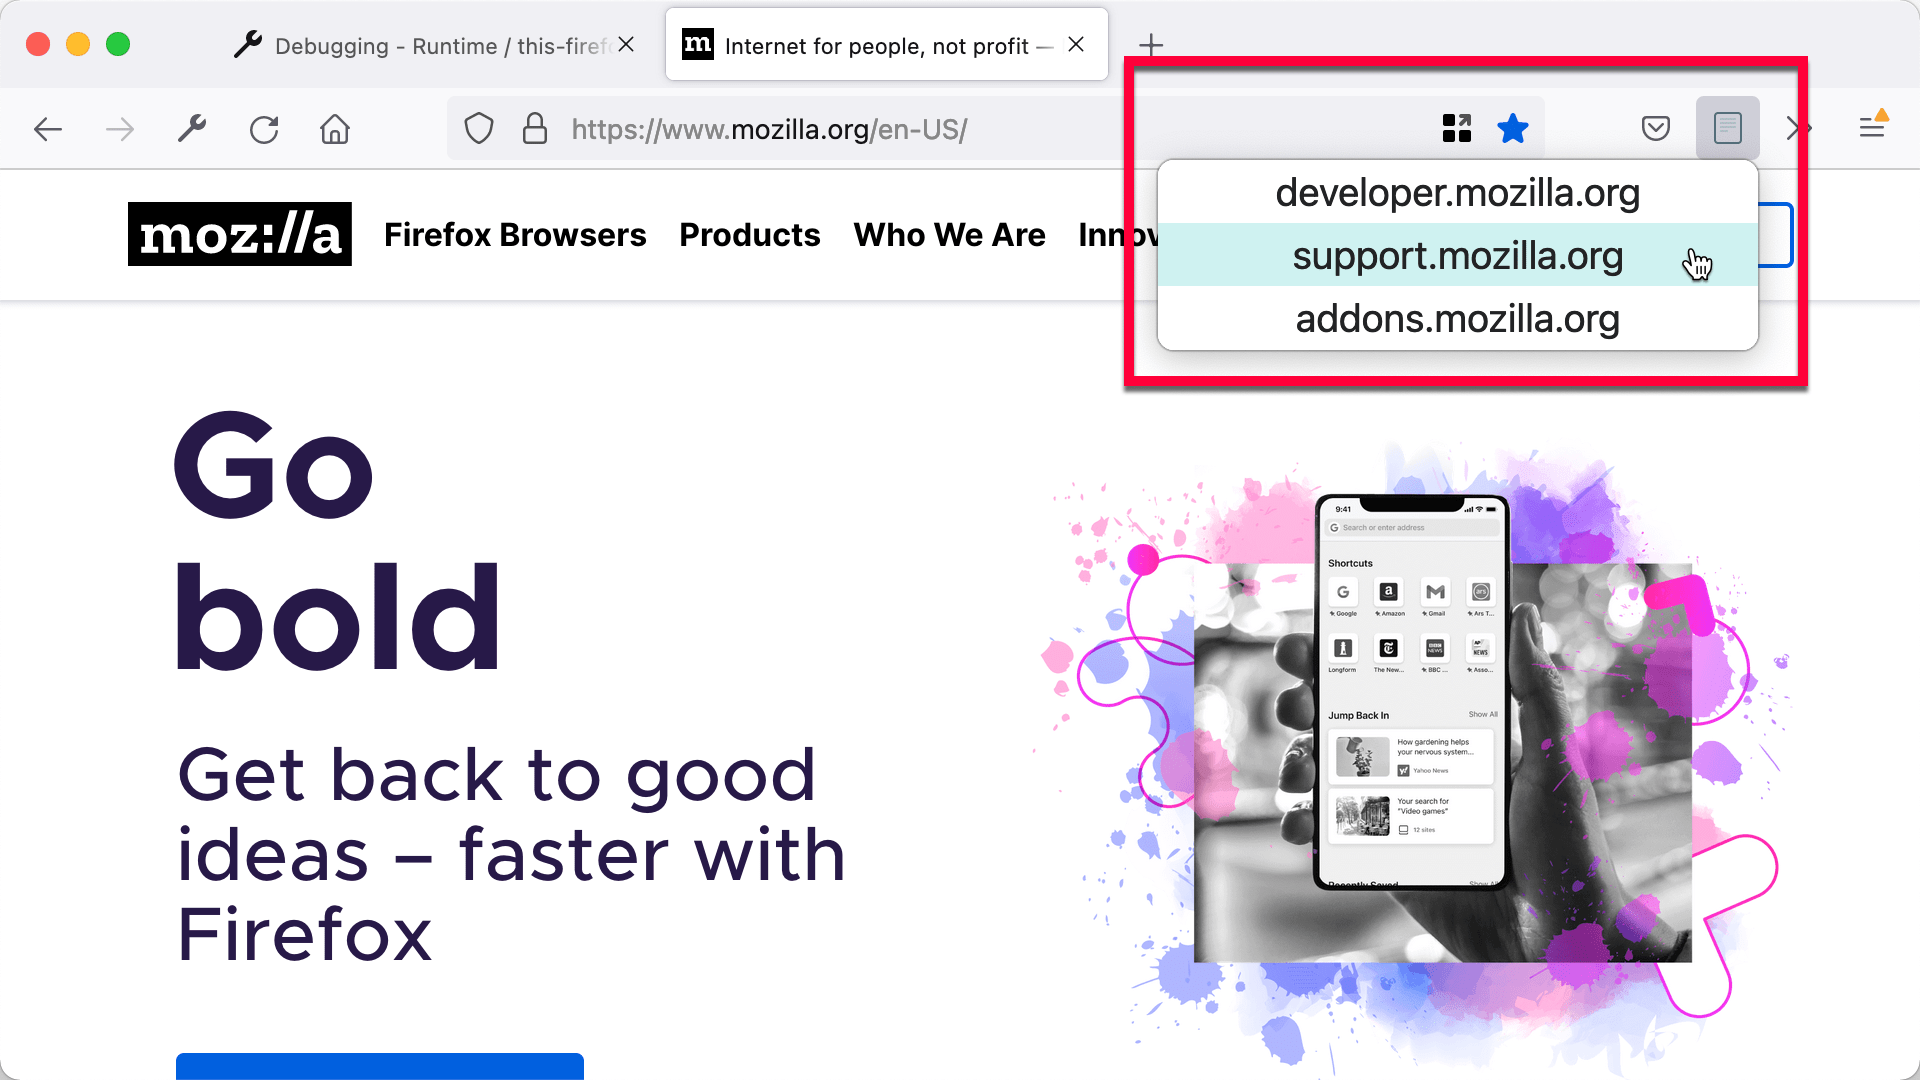 Debugging - Runtime / this-firef
Internet for people, not profit —
https://www.mozilla.org/en-US/
developer.mozilla.org
support.mozilla.org
addons.mozilla.org
moz://a
Firefox Browsers
Products
Who We Are
Innov
Go
bold
Get back to good
ideas – faster with
Firefox
9:41
Search or enter address
Shortcuts
Google
Amazon
Gmail
Ars T...
Longform
The New...
BBC ...
Asso...
Jump Back In
Show All
How gardening helps
your nervous system...
Yahoo News
Your search for
"Video games"
12 sites
Recently Saved
Show All